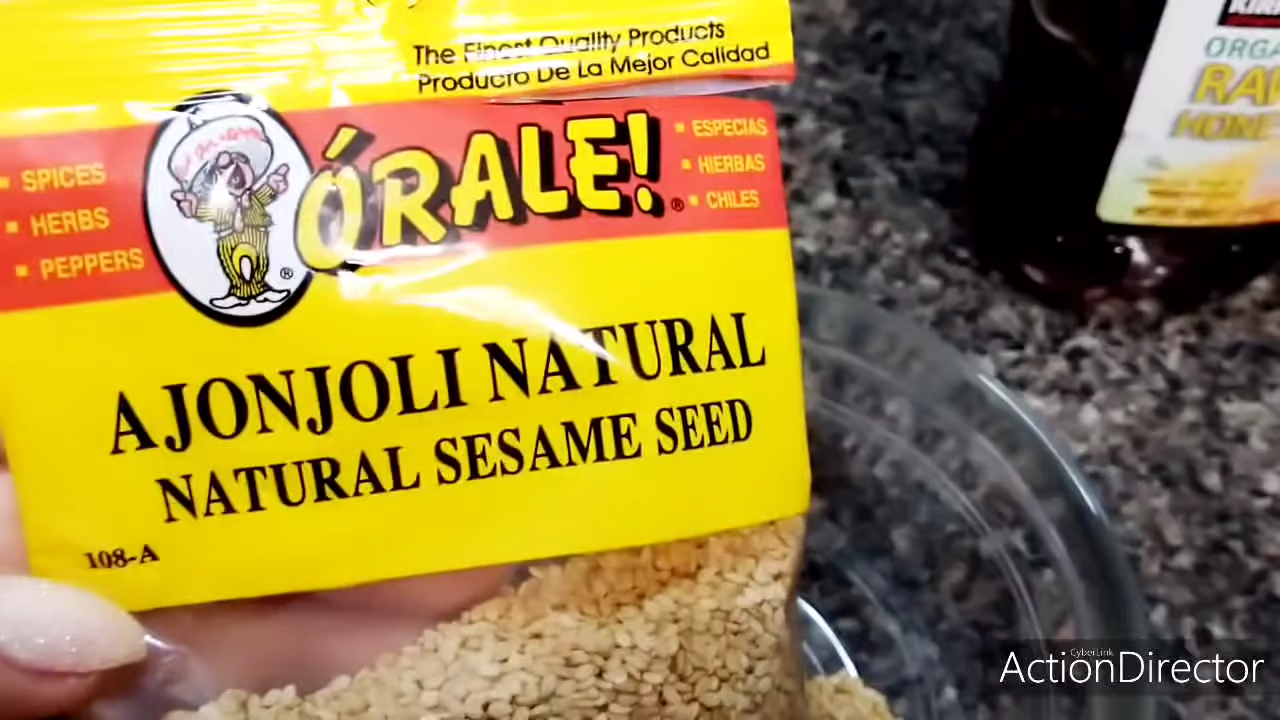 The Finest Quality Products
Producto De La Mejor Calidad
SPICES
HERBS
PEPPERS
ÓRALE!
®
®
ESPECIAS
HIERBAS
CHILES
AJONJOLI NATURAL
NATURAL SESAME SEED
108-A
CyberLink
ActionDirector